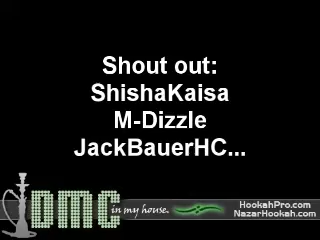 Shout out:
ShishaKaisa
M-Dizzle
JackBauerHC...
DMC in my house.
HookahPro.com
NazarHookah.com